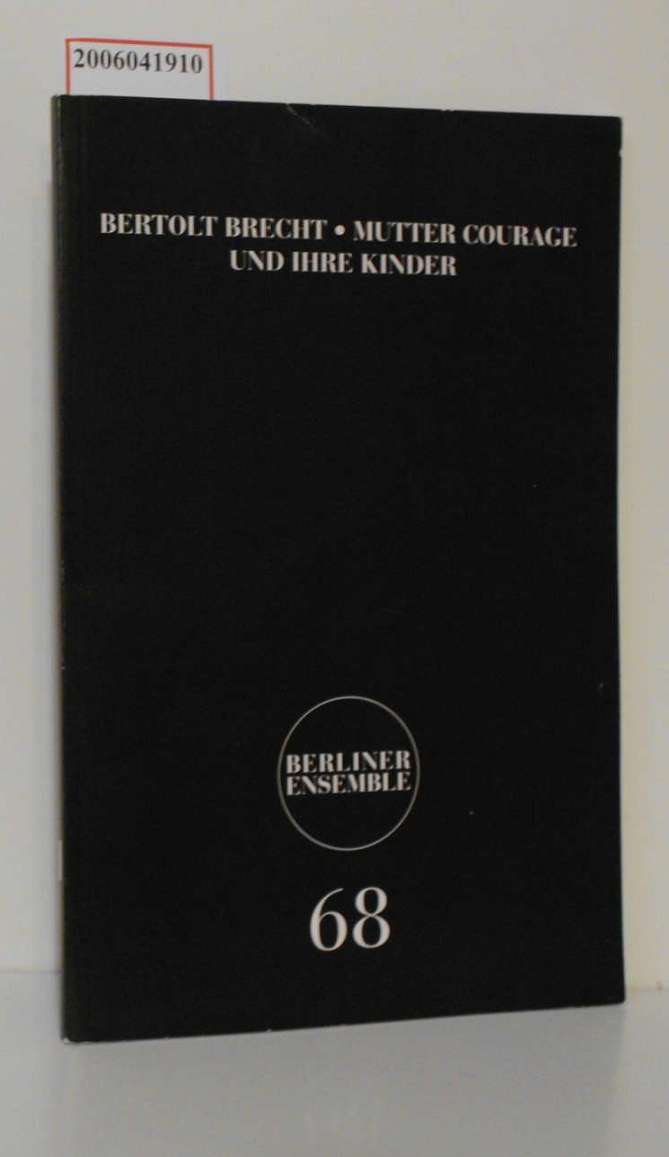 2006041910
BERTOLT BRECHT • MUTTER COURAGE
UND IHRE KINDER
BERLINER
ENSEMBLE
68